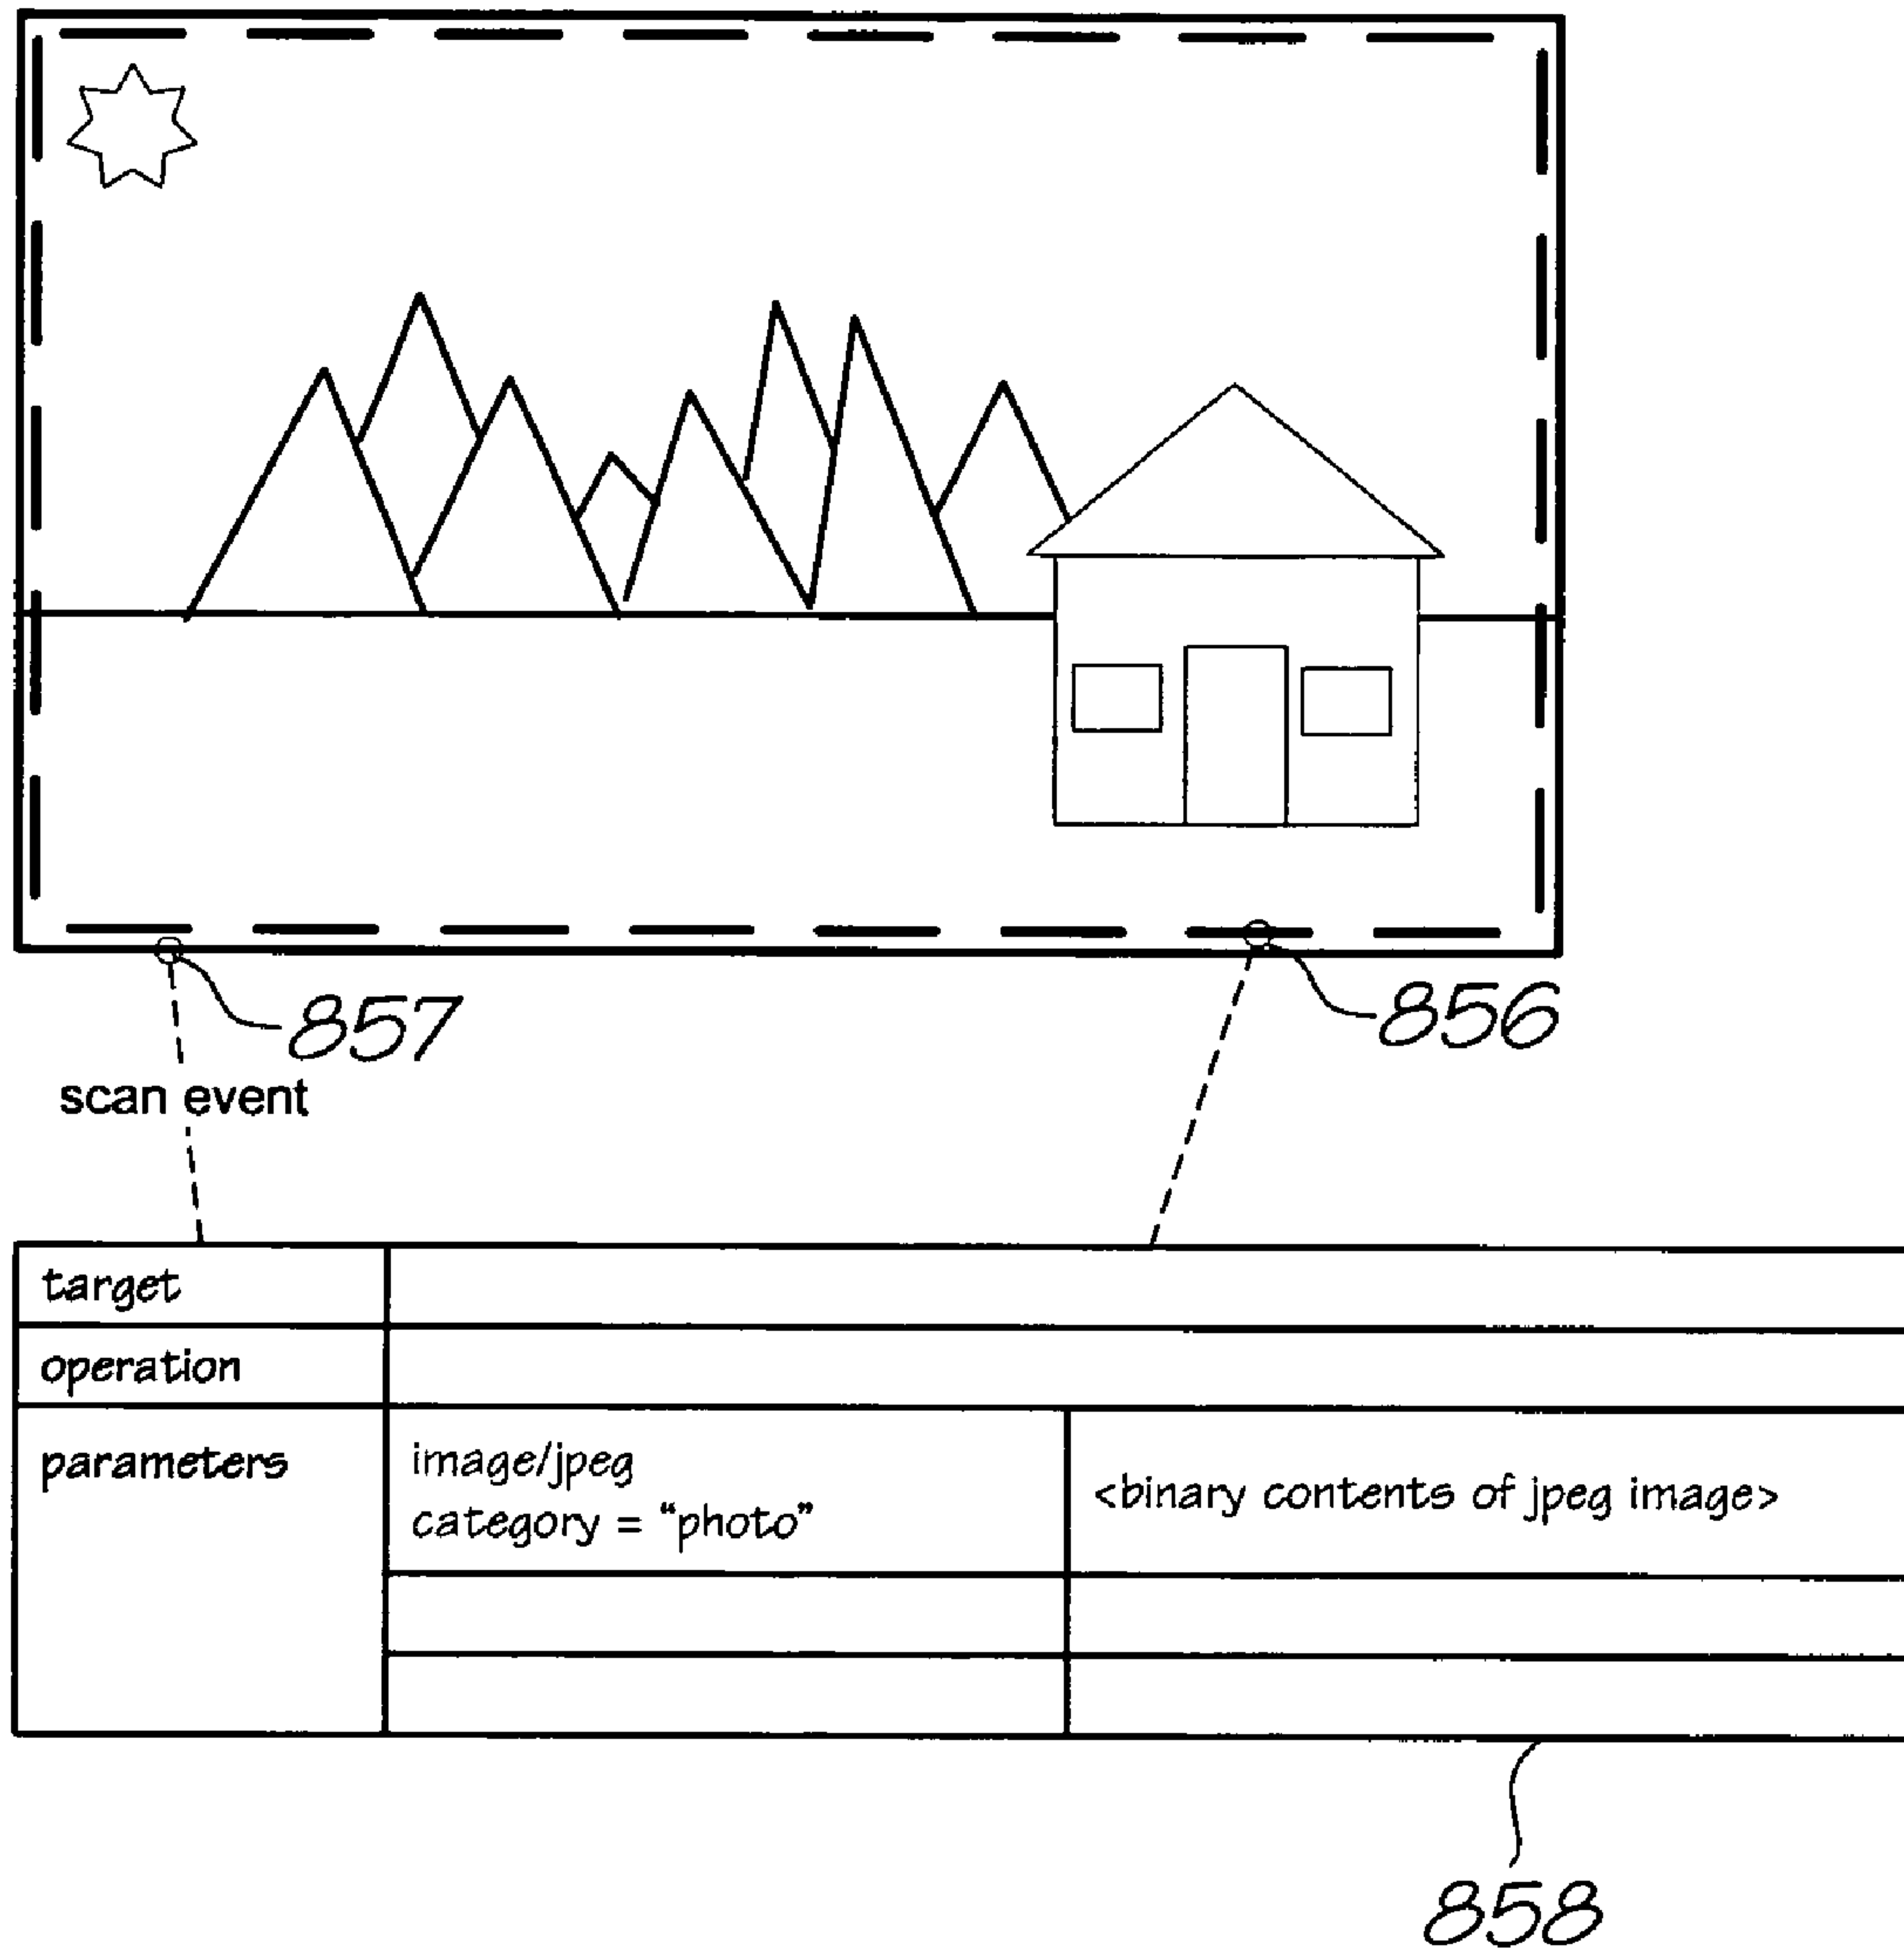 857
856
scan event
target
operation
parameters
image/jpeg
category = “photo”
<binary contents of jpeg image>
858